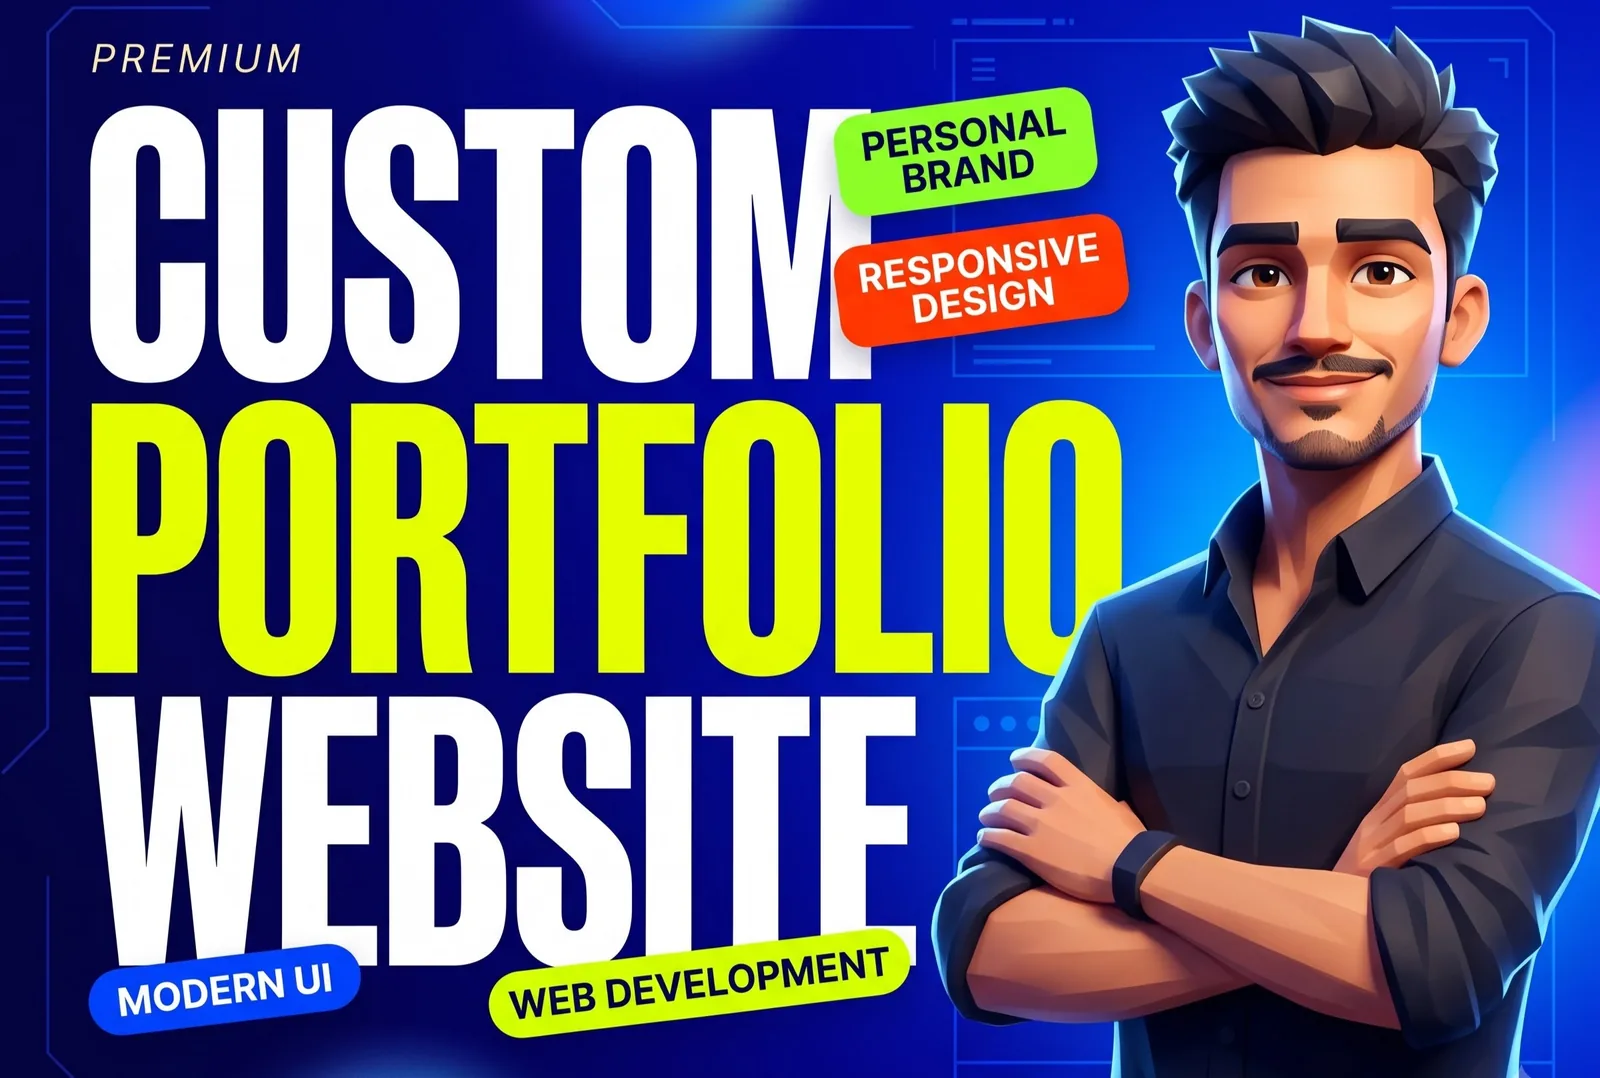 PREMIUM
CUSTOM
PERSONAL
BRAND
RESPONSIVE
DESIGN
PORTFOLIO
WEBSITE
MODERN UI
WEB DEVELOPMENT